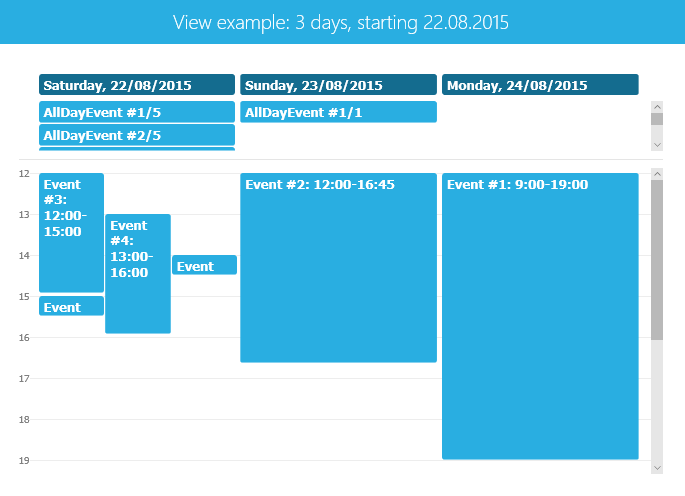 View example: 3 days, starting 22.08.2015
Saturday, 22/08/2015
Sunday, 23/08/2015
Monday, 24/08/2015
AllDayEvent #1/5
AllDayEvent #1/1
AllDayEvent #2/5
12
Event
#3:
12:00-
15:00
Event #2: 12:00-16:45
Event #1: 9:00-19:00
13
Event
#4:
13:00-
16:00
14
Event
15
Event
16
17
18
19